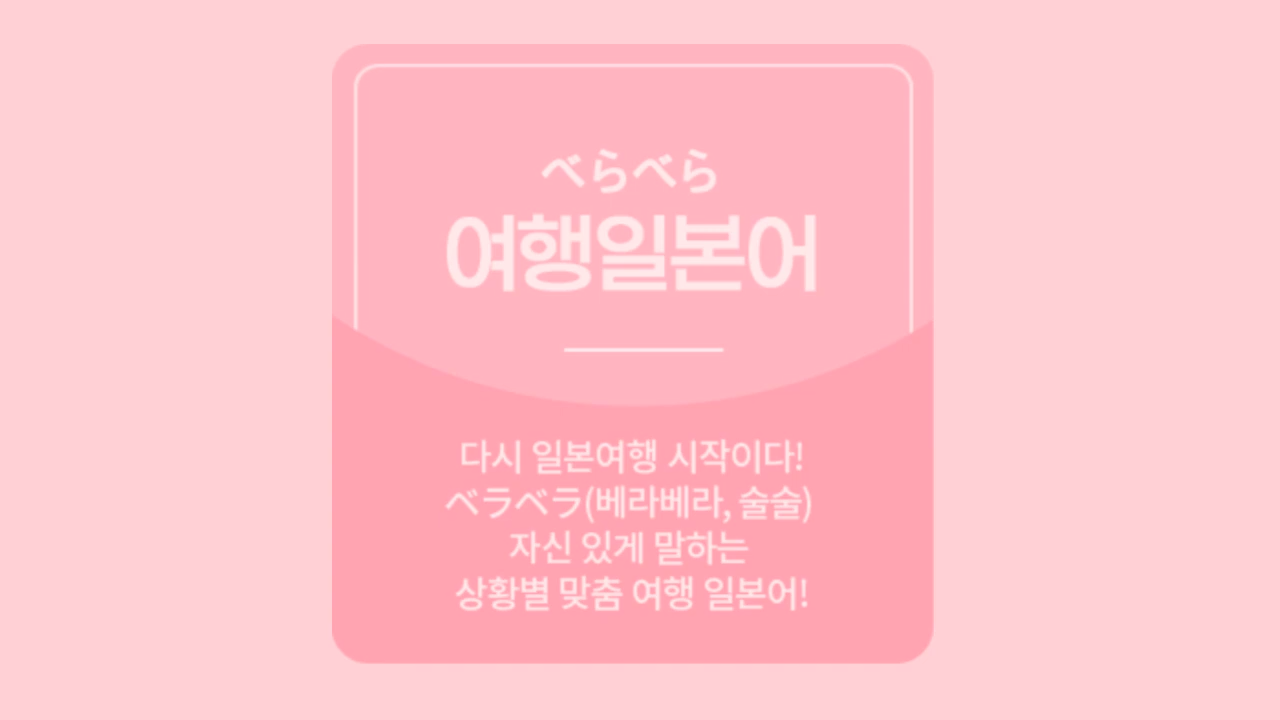 べらべら
여행일본어
다시 일본여행 시작이다!
ベラベラ(베라베라, 술술)
자신 있게 말하는
상황별 맞춤 여행 일본어!